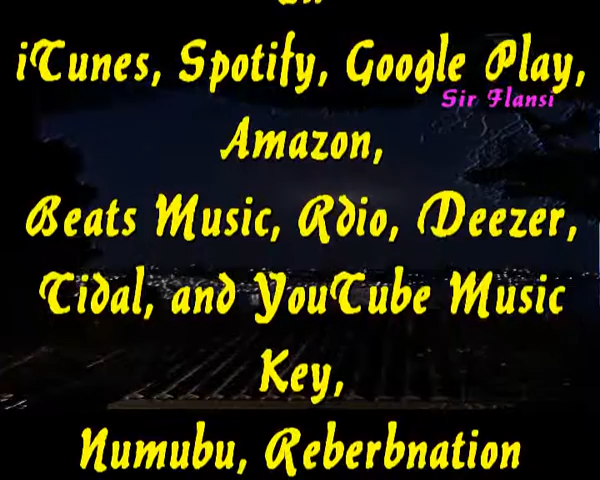 iTunes, Spotify, Google Play,
Sir Flansi
Amazon,
Beats Music, Rdio, Deezer,
Tidal, and YouTube Music
Key,
Numubu, Reberbnation